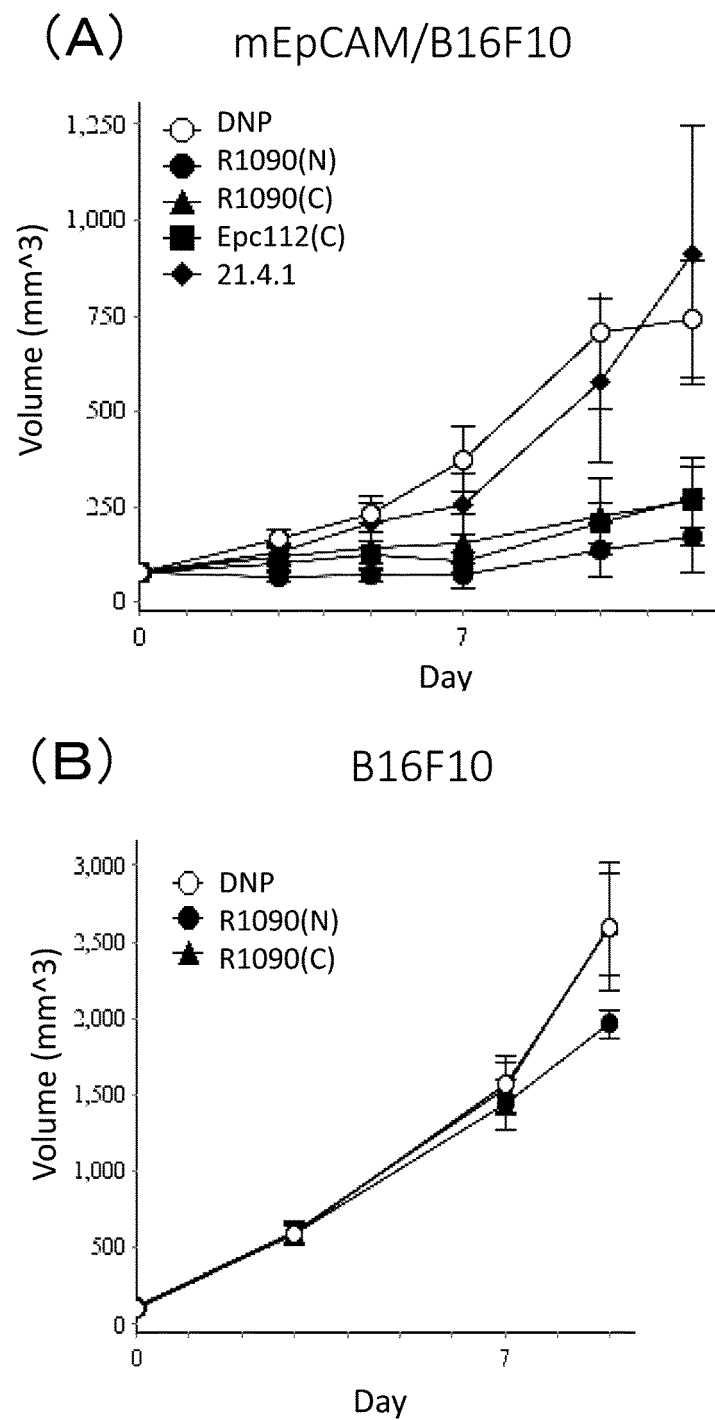 (A) mEpCAM/B16F10
1,250
1,000
750
500
250
0
Volume (mm^3)
DNP
R1090(N)
R1090(C)
Epc112(C)
21.4.1
0 7
Day
(B) B16F10
3,000
2,500
2,000
1,500
1,000
500
0
Volume (mm^3)
DNP
R1090(N)
R1090(C)
0 7
Day